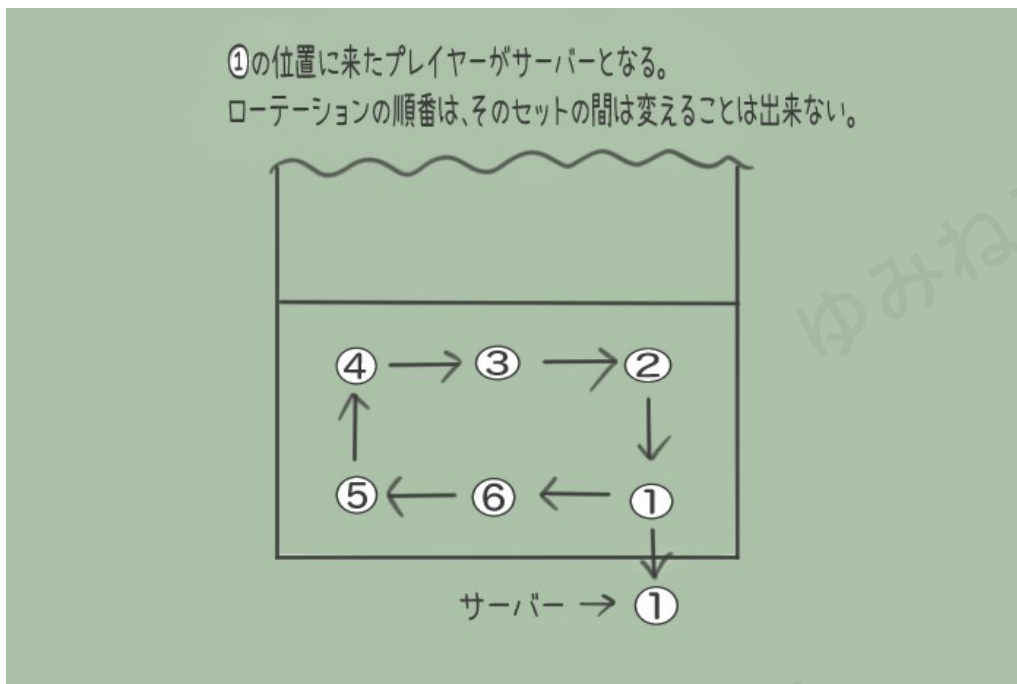 ①の位置に来たプレイヤーがサーバーとなる。
ローテーションの順番は、そのセットの間は変えることは出来ない。
④ → ③ → ②
⑤ ← ⑥ ← ①
サーバー → ①
ゆみね